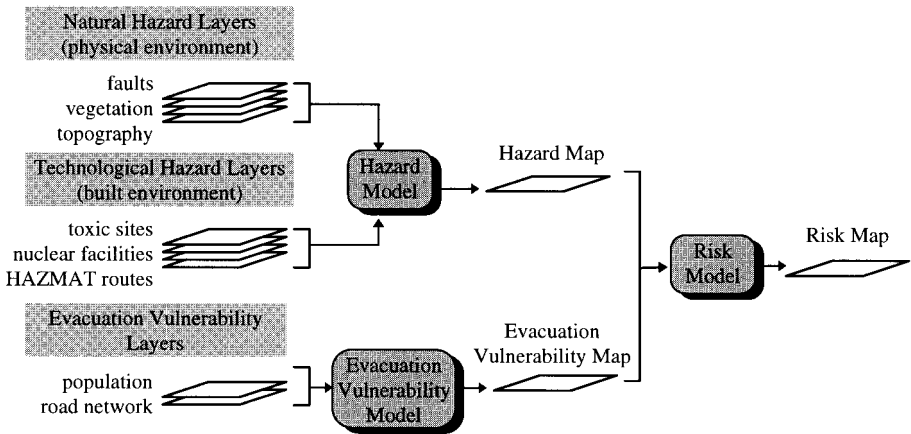 Natural Hazard Layers
(physical environment)
faults
vegetation
topography
Technological Hazard Layers
(built environment)
toxic sites
nuclear facilities
HAZMAT routes
Hazard
Model
Hazard Map
Evacuation Vulnerability
Layers
population
road network
Evacuation
Vulnerability
Model
Evacuation
Vulnerability Map
Risk
Model
Risk Map